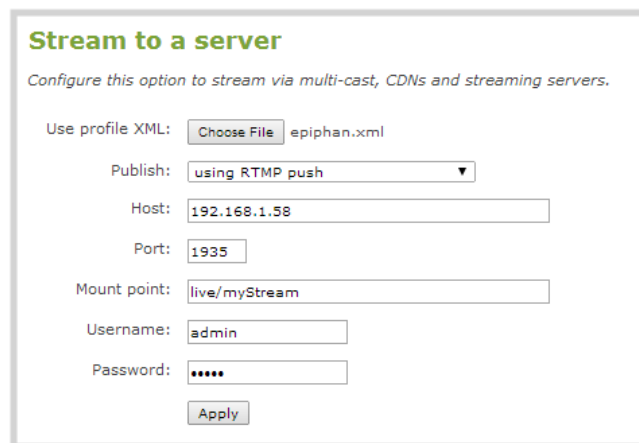 Stream to a server
Configure this option to stream via multi-cast, CDNs and streaming servers.
Use profile XML: Choose File epiphan.xml
Publish: using RTMP push
Host: 192.168.1.58
Port: 1935
Mount point: live/myStream
Username: admin
Password: •••••
Apply